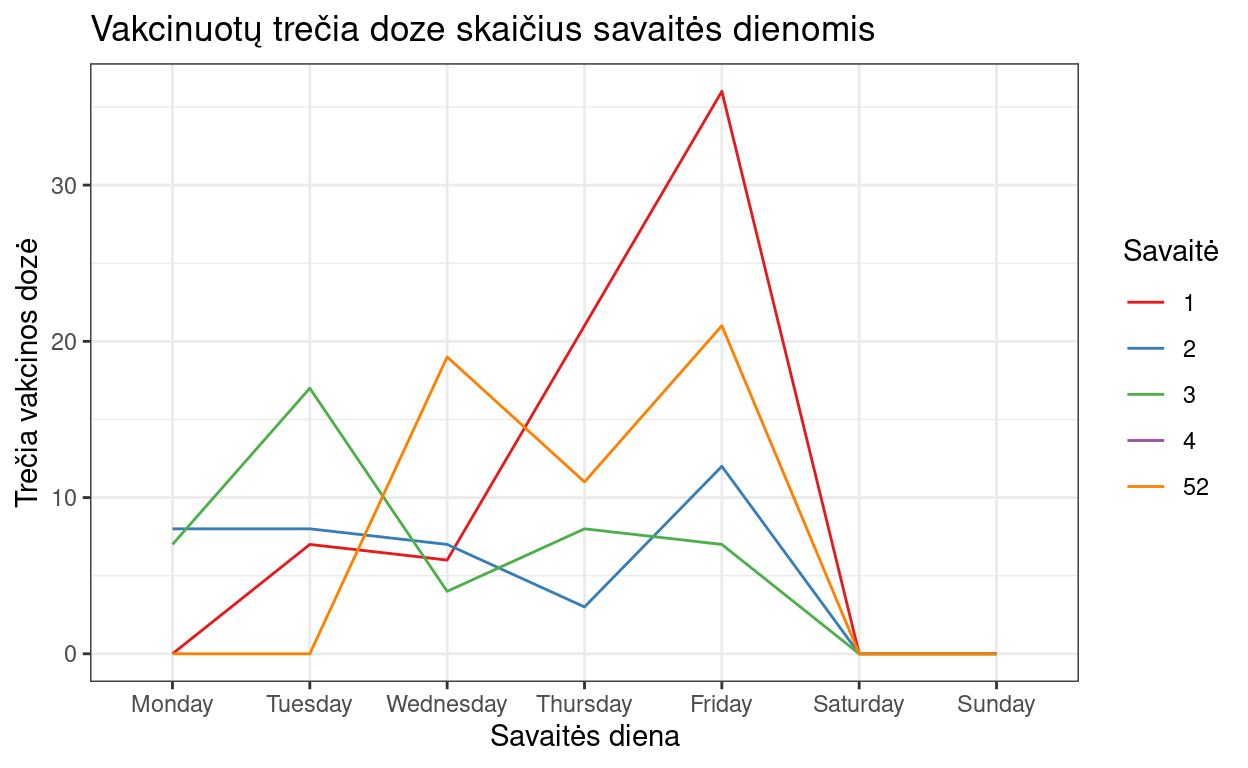 Vakcinuotų trečia doze skaičius savaitės dienomis
Trečia vakcinos dozė
30
20
10
0
Monday Tuesday Wednesday Thursday Friday Saturday Sunday
Savaitės diena
Savaitė
1
2
3
4
52